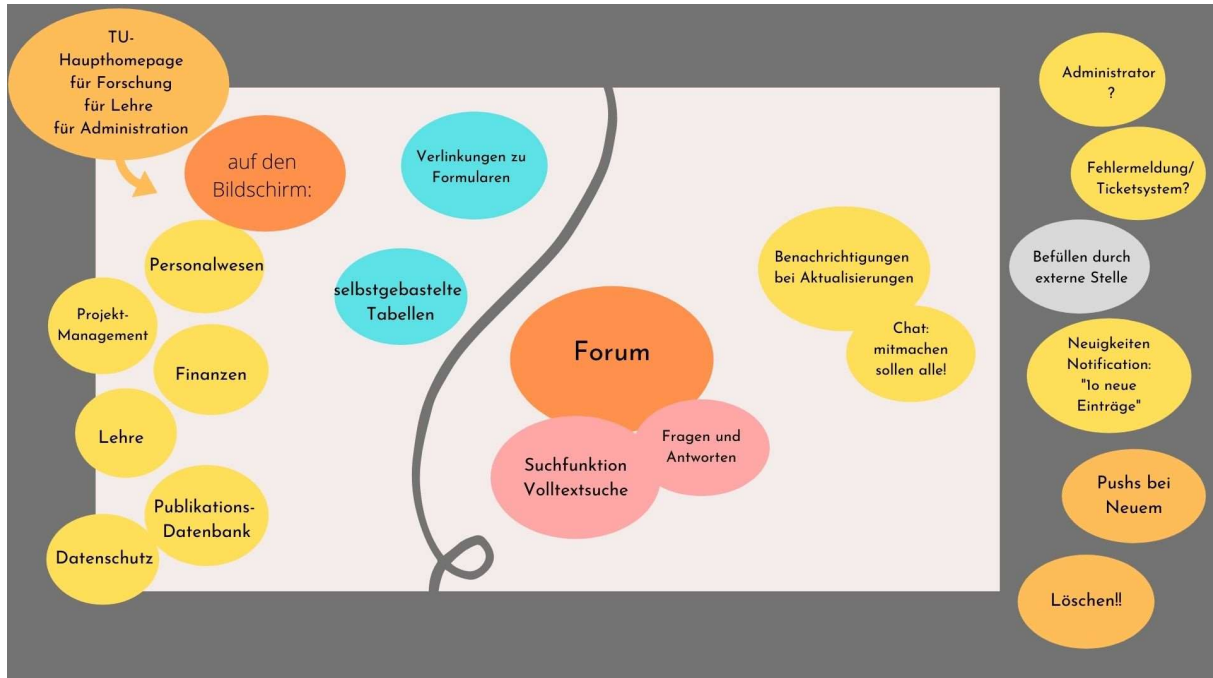 TU-
Haupthomepage
für Forschung
für Lehre
für Administration
auf den
Bildschirm:
Personalwesen
Projekt-
Management
Finanzen
Lehre
Publikations-
Datenbank
Datenschutz
Verlinkungen zu
Formularen
selbstgebastelte
Tabellen
Forum
Suchfunktion
Volltextsuche
Fragen und
Antworten
Benachrichtigungen
bei Aktualisierungen
Chat:
mitmachen
sollen alle!
Administrator
?
Fehlermeldung/
Ticketsystem?
Befüllen durch
externe Stelle
Neuigkeiten
Notification:
"1o neue
Einträge"
Pushs bei
Neuem
Löschen!!